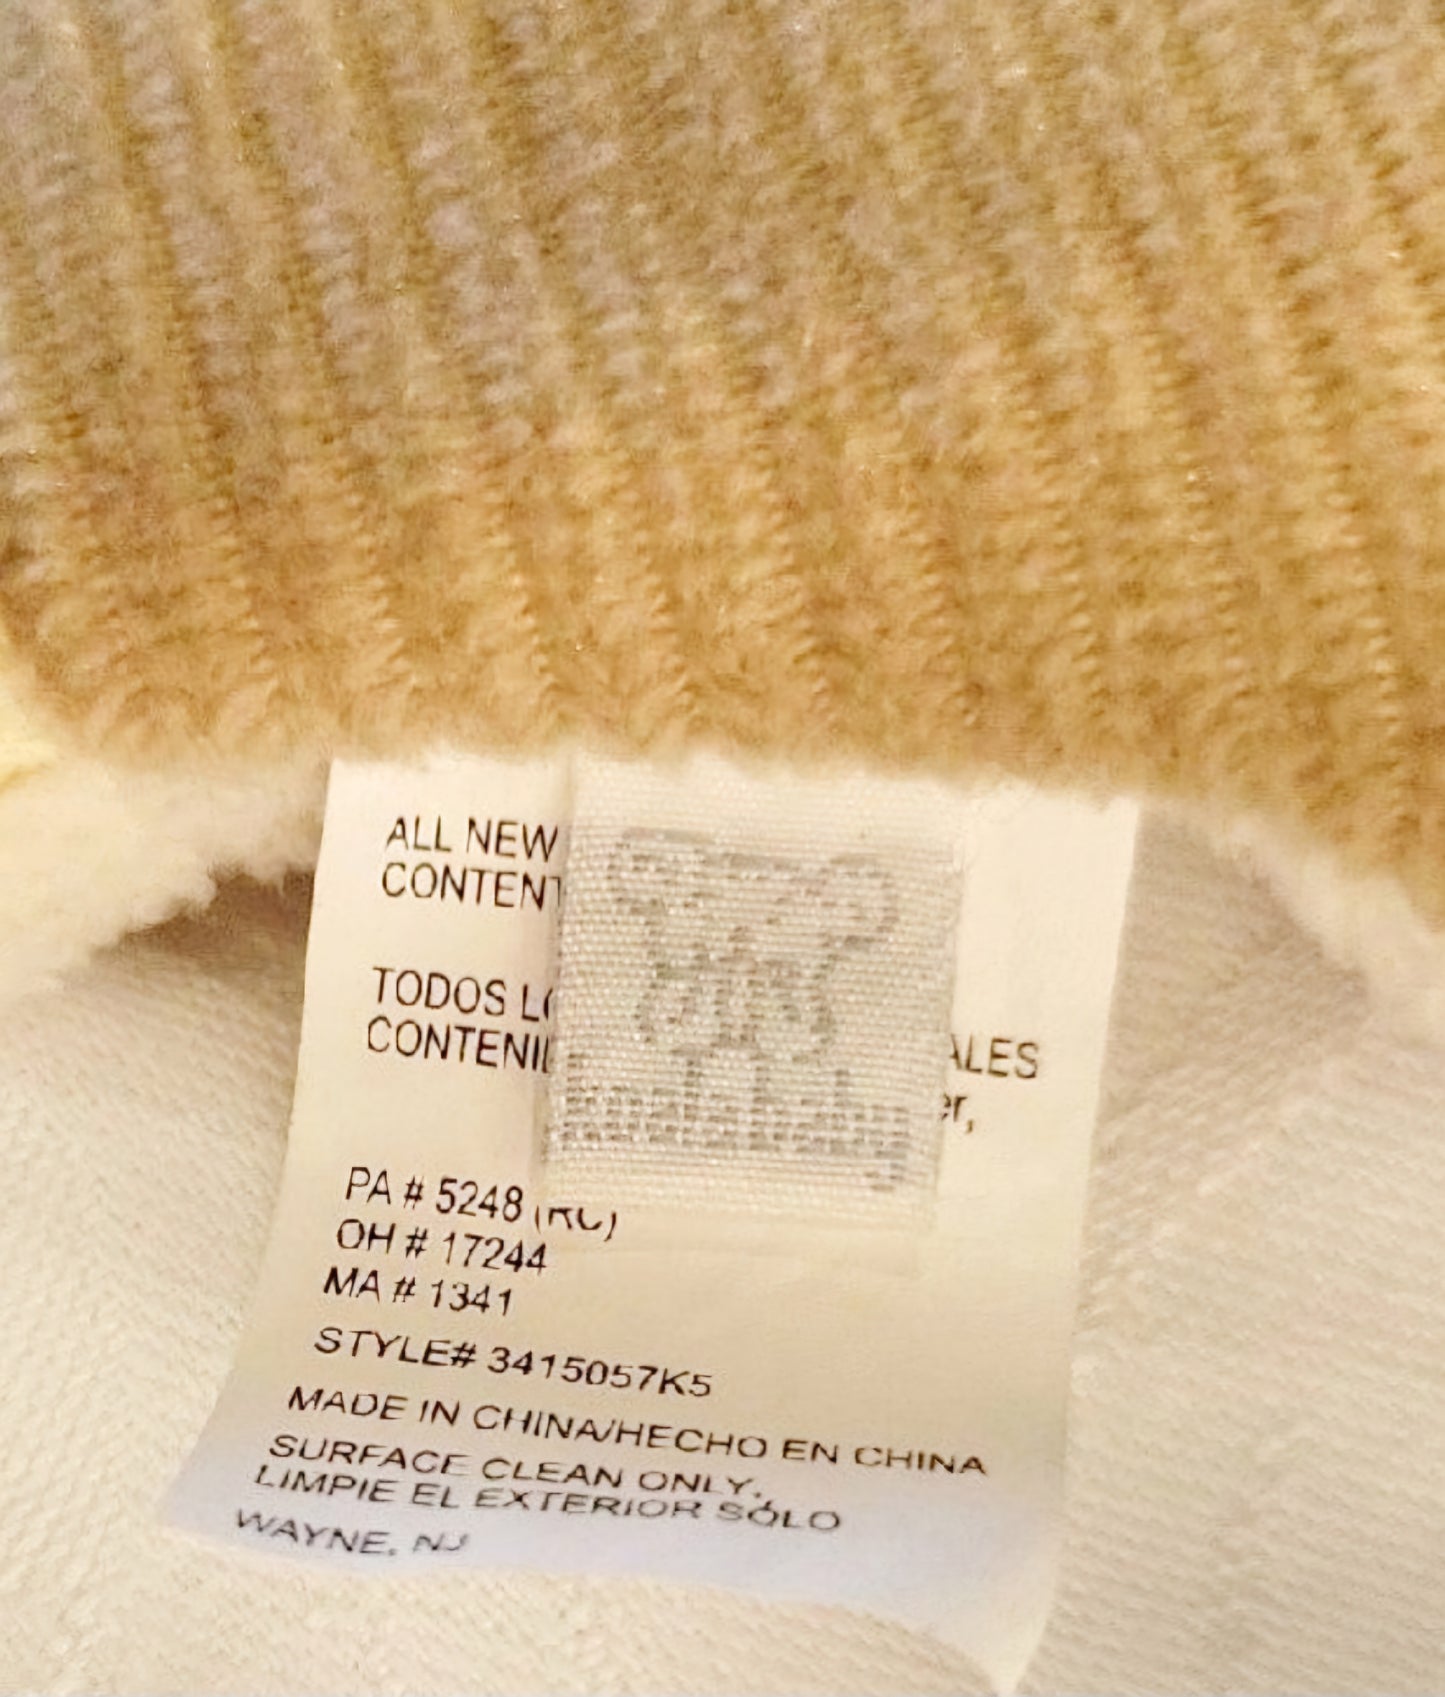 ALL NEW
CONTENT
TODOS LO
CONTENI
ALES
er,
PA # 5248 (RC)
OH # 17244
MA # 1341
STYLE# 3415057K5
MADE IN CHINA/HECHO EN CHINA
SURFACE CLEAN ONLY.
LIMPIE EL EXTERIOR SÓLO
WAYNE, NJ